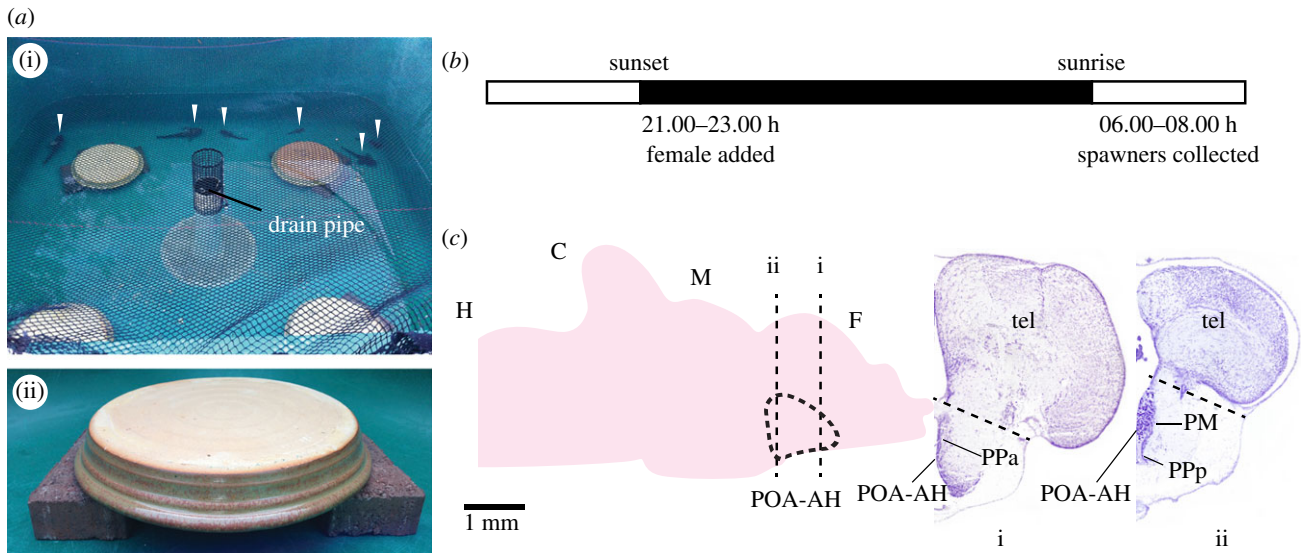 (a)
(i)
drain pipe
(ii)
(b)
sunset
sunrise
21.00–23.00 h
female added
06.00–08.00 h
spawners collected
(c)
H
C
M
ii
i
F
POA-AH
1 mm
tel
PPa
POA-AH
i
tel
PM
PPp
POA-AH
ii